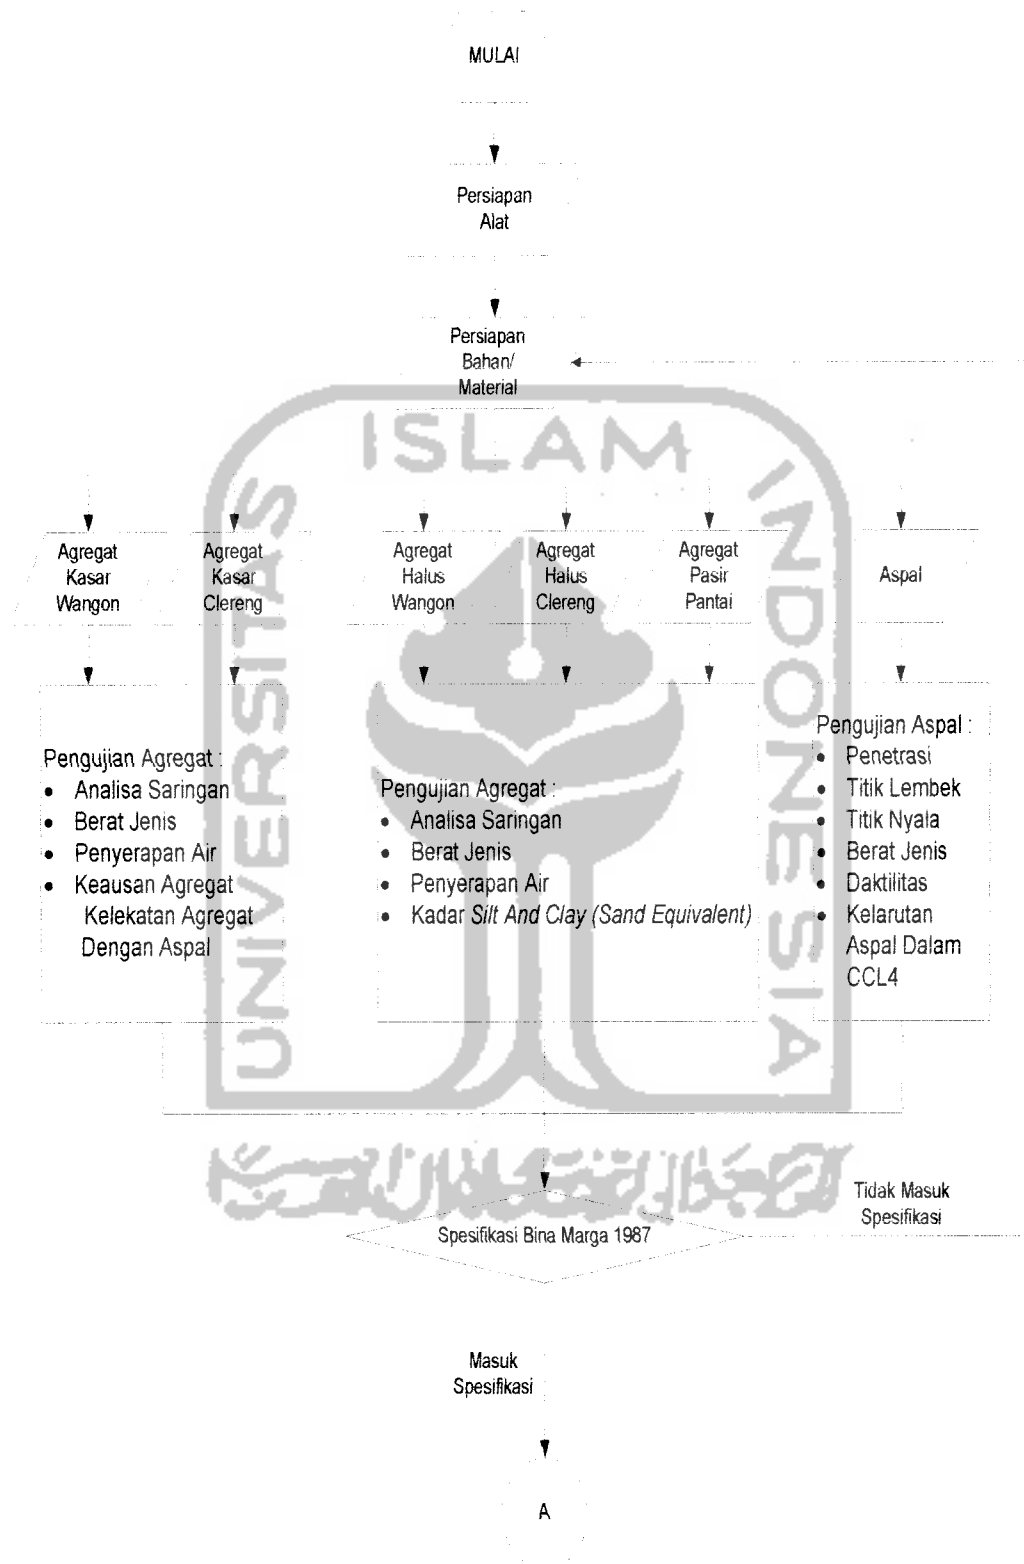 MULAI
Persiapan
Alat
Persiapan
Bahan/
Material
ISLAM
UNIVERSITAS
INDONESIA
Agregat
Kasar
Wangon
Agregat
Kasar
Clereng
Agregat
Halus
Wangon
Agregat
Halus
Clereng
Agregat
Pasir
Pantai
Aspal
Pengujian Agregat :
• Analisa Saringan
• Berat Jenis
• Penyerapan Air
• Keausan Agregat
Kelekatan Agregat
Dengan Aspal
Pengujian Agregat :
• Analisa Saringan
• Berat Jenis
• Penyerapan Air
• Kadar Silt And Clay (Sand Equivalent)
Pengujian Aspal :
• Penetrasi
• Titik Lembek
• Titik Nyala
• Berat Jenis
• Daktilitas
• Kelarutan
Aspal Dalam
CCL4
Spesifikasi Bina Marga 1987
Tidak Masuk
Spesifikasi
Masuk
Spesifikasi
A